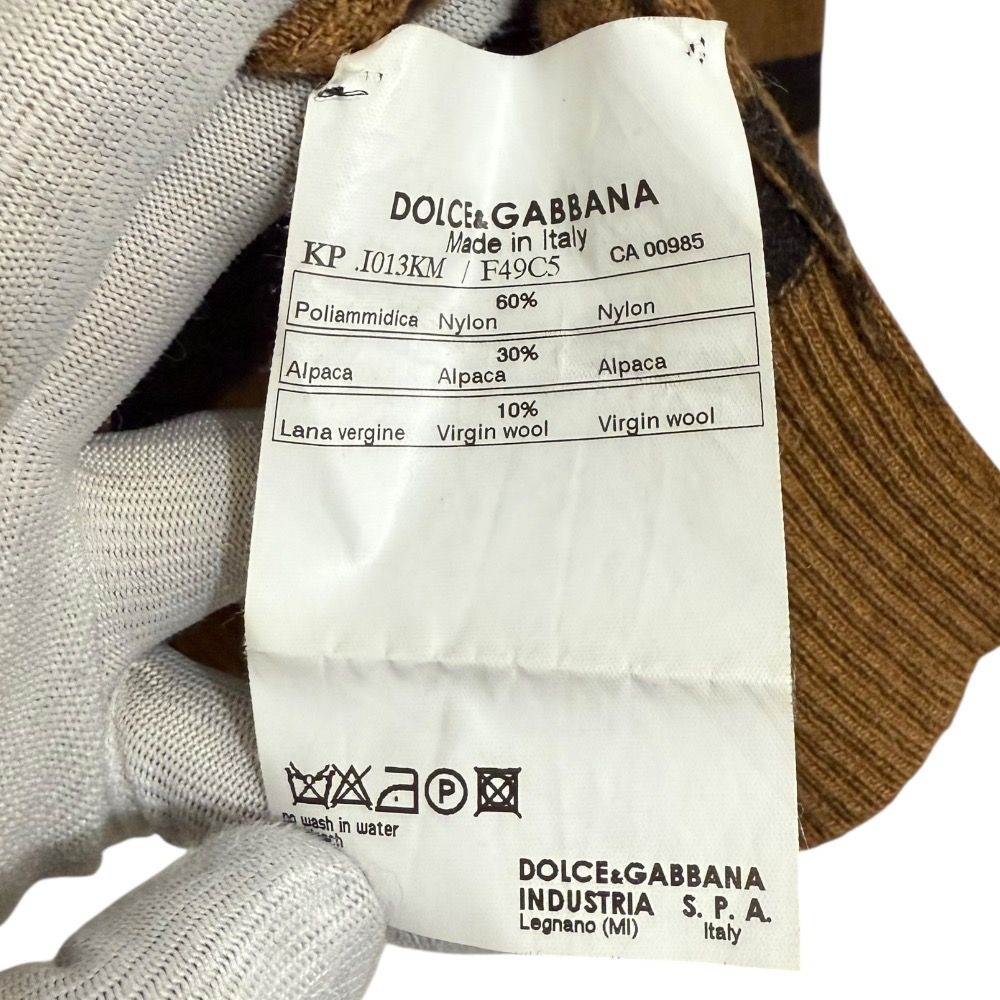 DOLCE&GABBANA
Made in Italy
KP .I013KM / F49C5 CA 00985
60%
Poliammidica Nylon Nylon
30%
Alpaca Alpaca Alpaca
10%
Lana vergine Virgin wool Virgin wool
P
wash in water
DOLCE&GABBANA
INDUSTRIA S. P. A.
Legnano (MI) Italy